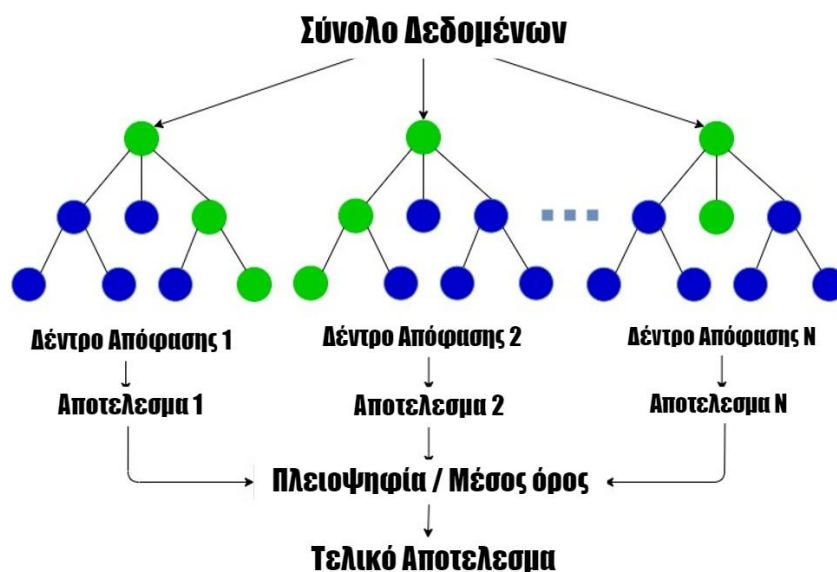 Σύνολο Δεδομένων
Δέντρο Απόφασης 1
Δέντρο Απόφασης 2
Δέντρο Απόφασης Ν
Αποτελεσμα 1
Αποτελεσμα 2
Αποτελεσμα Ν
Πλειοψηφία / Μέσος όρος
Τελικό Αποτελεσμα